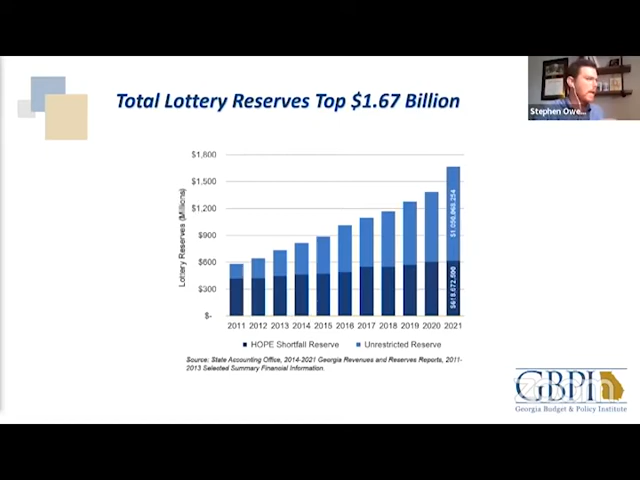 Total Lottery Reserves Top $1.67 Billion
Stephen Owe...
Lottery Reserves (Millions)
$1,800
$1,500
$1,200
$900
$600
$300
$-
2011 2012 2013 2014 2015 2016 2017 2018 2019 2020 2021
HOPE Shortfall Reserve
Unrestricted Reserve
Source: State Accounting Office, 2014-2021 Georgia Revenues and Reserves Reports, 2011-
2013 Selected Summary Financial Information.
GBPI
zoom
Georgia Budget & Policy Institute